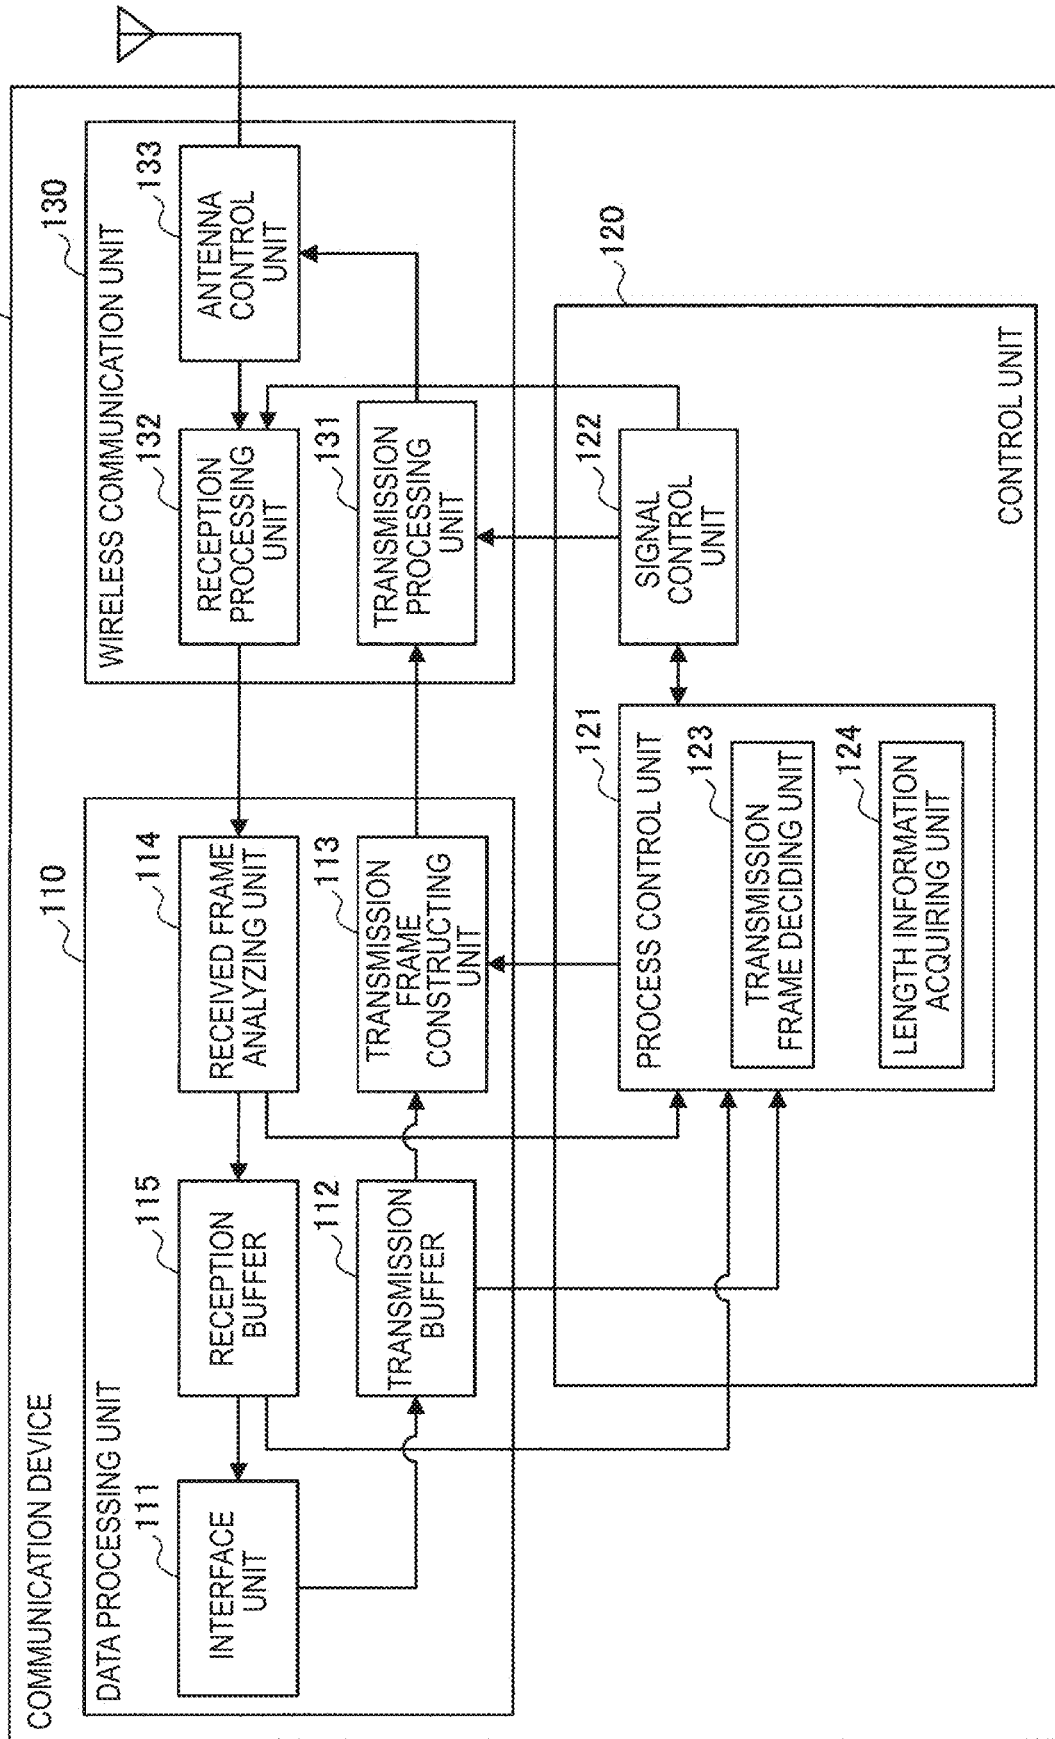 COMMUNICATION DEVICE
DATA PROCESSING UNIT
110
111
INTERFACE
UNIT
115
RECEPTION
BUFFER
114
RECEIVED FRAME
ANALYZING UNIT
112
TRANSMISSION
BUFFER
113
TRANSMISSION
FRAME
CONSTRUCTING
UNIT
130
WIRELESS COMMUNICATION UNIT
132
RECEPTION
PROCESSING
UNIT
133
ANTENNA
CONTROL
UNIT
131
TRANSMISSION
PROCESSING
UNIT
120
121
PROCESS CONTROL UNIT
123
TRANSMISSION
FRAME DECIDING UNIT
124
LENGTH INFORMATION
ACQUIRING UNIT
122
SIGNAL
CONTROL
UNIT
CONTROL UNIT